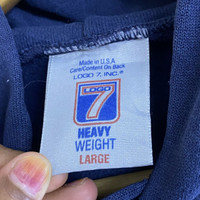 Made in U.S.A.
Care/Content On Back
LOGO 7, INC.®
LOGO
7
HEAVY
WEIGHT
LARGE